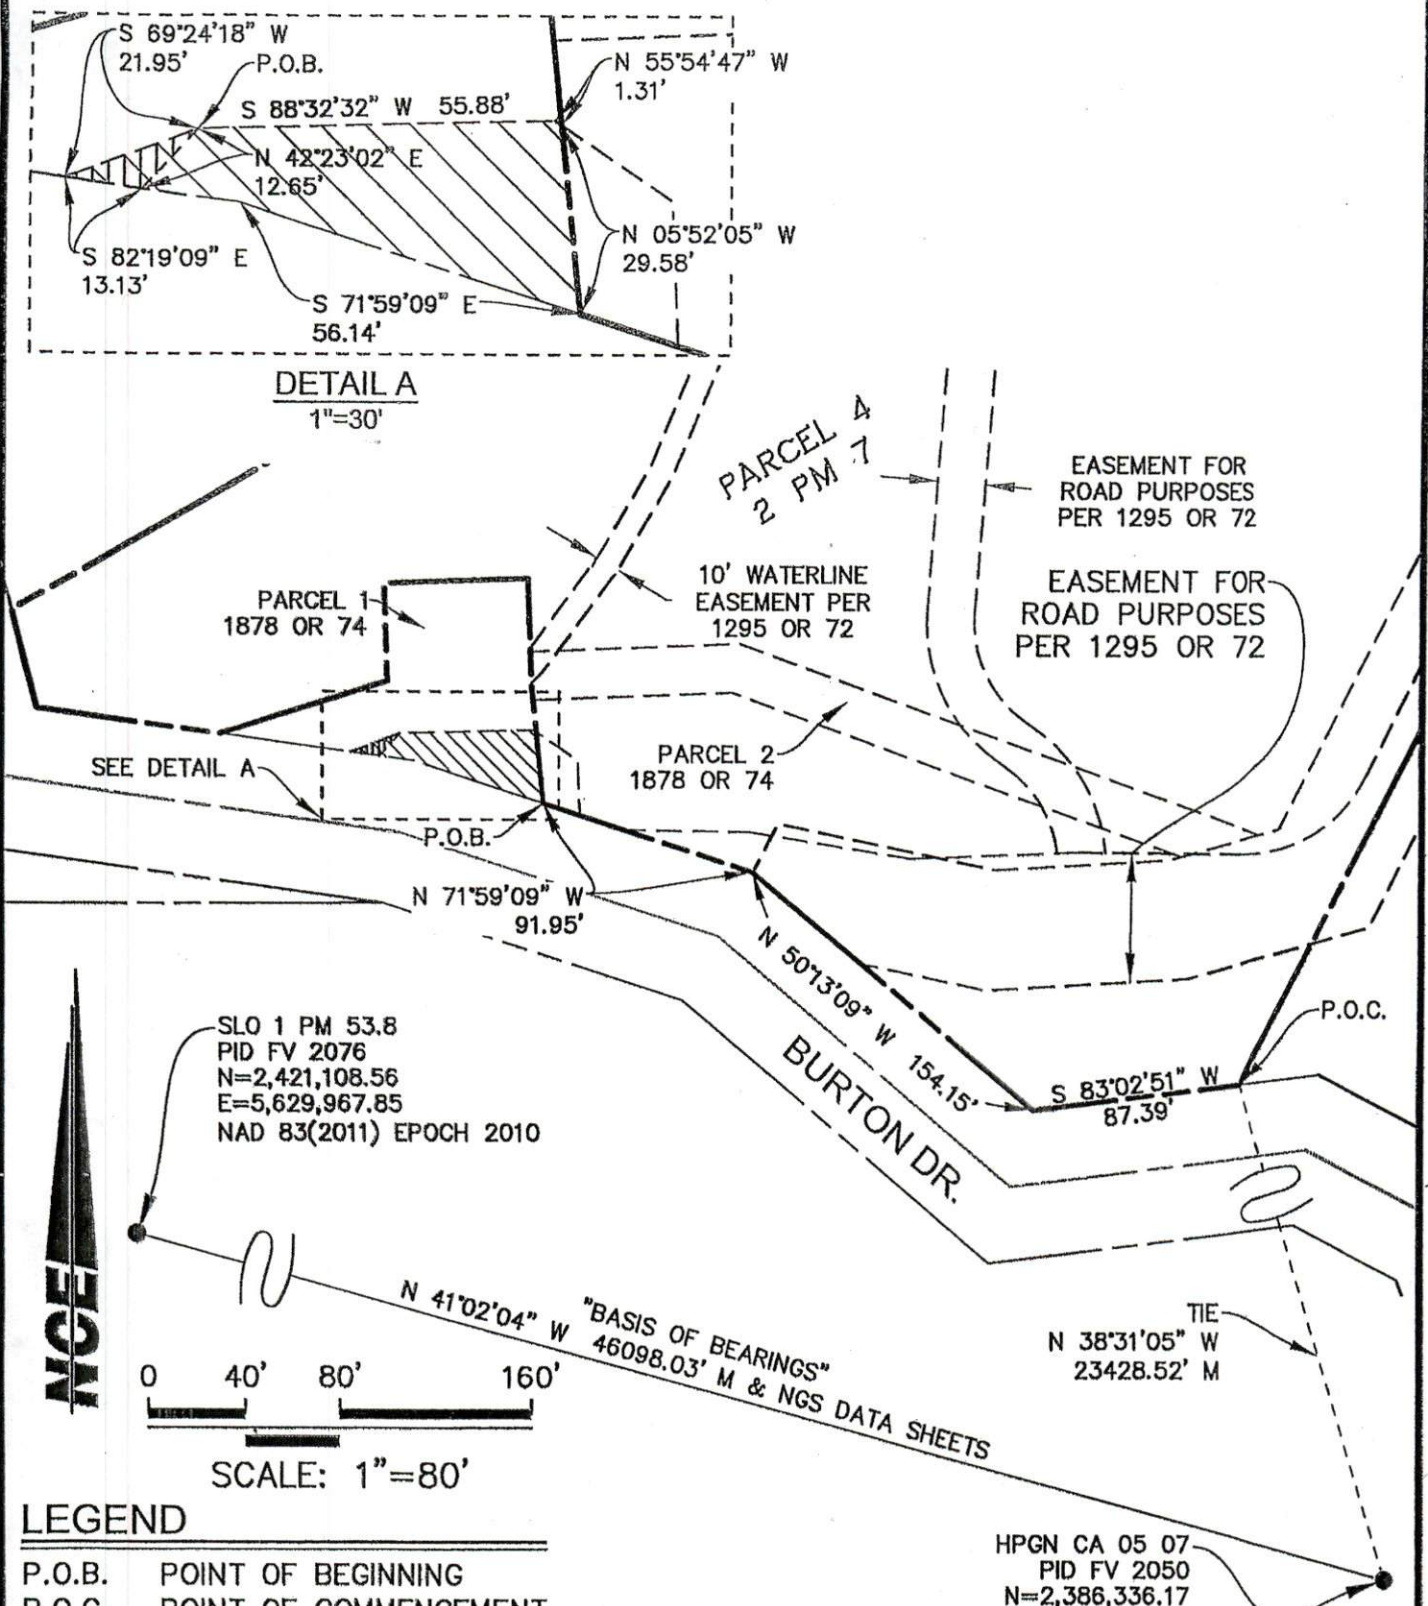 S 69°24'18" W
21.95'
P.O.B.
N 55°54'47" W
1.31'
S 88°32'32" W 55.88'
N 42°23'02" E
12.65'
N 05°52'05" W
29.58'
S 82°19'09" E
13.13'
S 71°59'09" E
56.14'
DETAIL A
1"=30'
PARCEL 4
2 PM 7
EASEMENT FOR
ROAD PURPOSES
PER 1295 OR 72
10' WATERLINE
EASEMENT PER
1295 OR 72
EASEMENT FOR
ROAD PURPOSES
PER 1295 OR 72
PARCEL 1
1878 OR 74
SEE DETAIL A
PARCEL 2
1878 OR 74
P.O.B.
N 71°59'09" W
91.95'
N 50°13'09" W 154.15'
BURTON DR.
P.O.C.
S 83°02'51" W
87.39'
SLO 1 PM 53.8
PID FV 2076
N=2,421,108.56
E=5,629,967.85
NAD 83(2011) EPOCH 2010
NCE
"BASIS OF BEARINGS"
N 41°02'04" W 46098.03' M & NGS DATA SHEETS
TIE
N 38°31'05" W
23428.52' M
0 40' 80' 160'
SCALE: 1"=80'
LEGEND
P.O.B. POINT OF BEGINNING
P.O.C. POINT OF COMMENCEMENT
HPGN CA 05 07
PID FV 2050
N=2,386,336.17